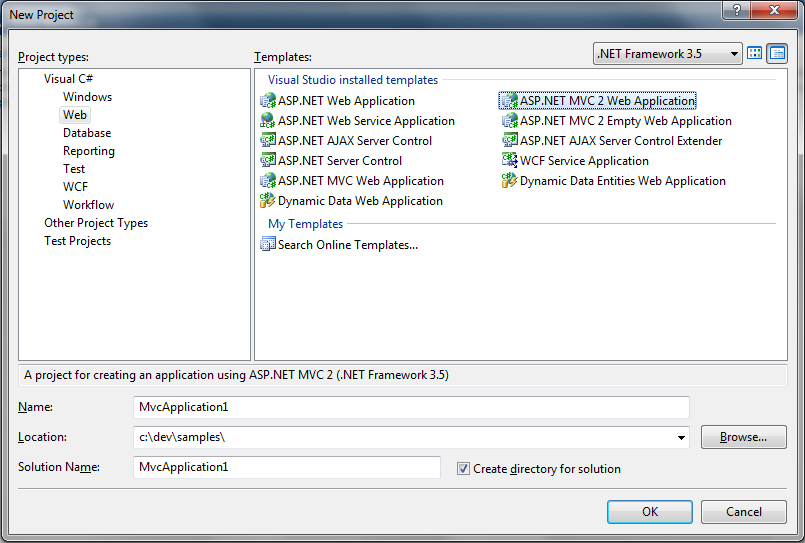 New Project
Project types:
Templates:
.NET Framework 3.5
Visual C#
Windows
Web
Database
Reporting
Test
WCF
Workflow
Other Project Types
Test Projects
Visual Studio installed templates
ASP.NET Web Application
ASP.NET MVC 2 Web Application
ASP.NET Web Service Application
ASP.NET MVC 2 Empty Web Application
ASP.NET AJAX Server Control
ASP.NET AJAX Server Control Extender
ASP.NET Server Control
WCF Service Application
ASP.NET MVC Web Application
Dynamic Data Entities Web Application
Dynamic Data Web Application
My Templates
Search Online Templates...
A project for creating an application using ASP.NET MVC 2 (.NET Framework 3.5)
Name:
MvcApplication1
Location:
c:\dev\samples\
Browse...
Solution Name:
MvcApplication1
Create directory for solution
OK
Cancel